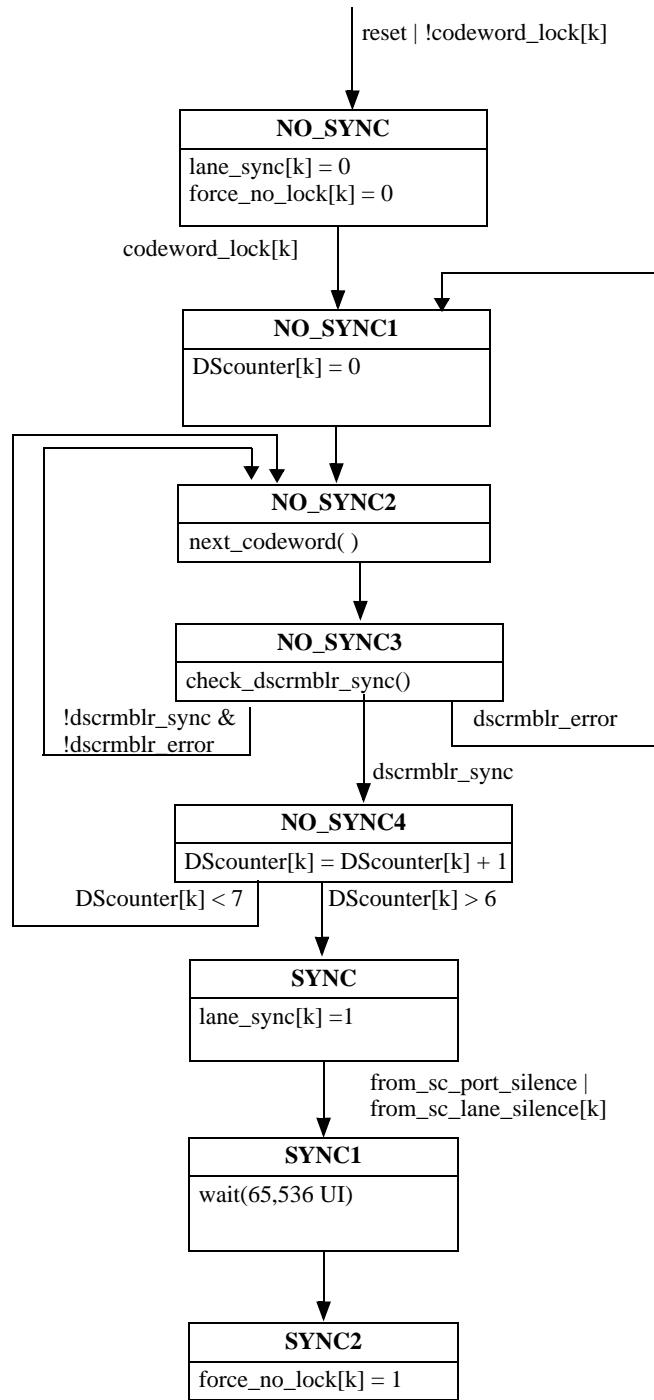 reset | !codeword_lock[k]
NO_SYNC
lane_sync[k] = 0
force_no_lock[k] = 0
codeword_lock[k]
NO_SYNC1
DScounter[k] = 0
NO_SYNC2
next_codeword( )
NO_SYNC3
check_dscrmblr_sync()
!dscrmblr_sync &
!dscrmblr_error
dscrmblr_error
dscrmblr_sync
NO_SYNC4
DScounter[k] = DScounter[k] + 1
DScounter[k] < 7
DScounter[k] > 6
SYNC
lane_sync[k] =1
from_sc_port_silence |
from_sc_lane_silence[k]
SYNC1
wait(65,536 UI)
SYNC2
force_no_lock[k] = 1